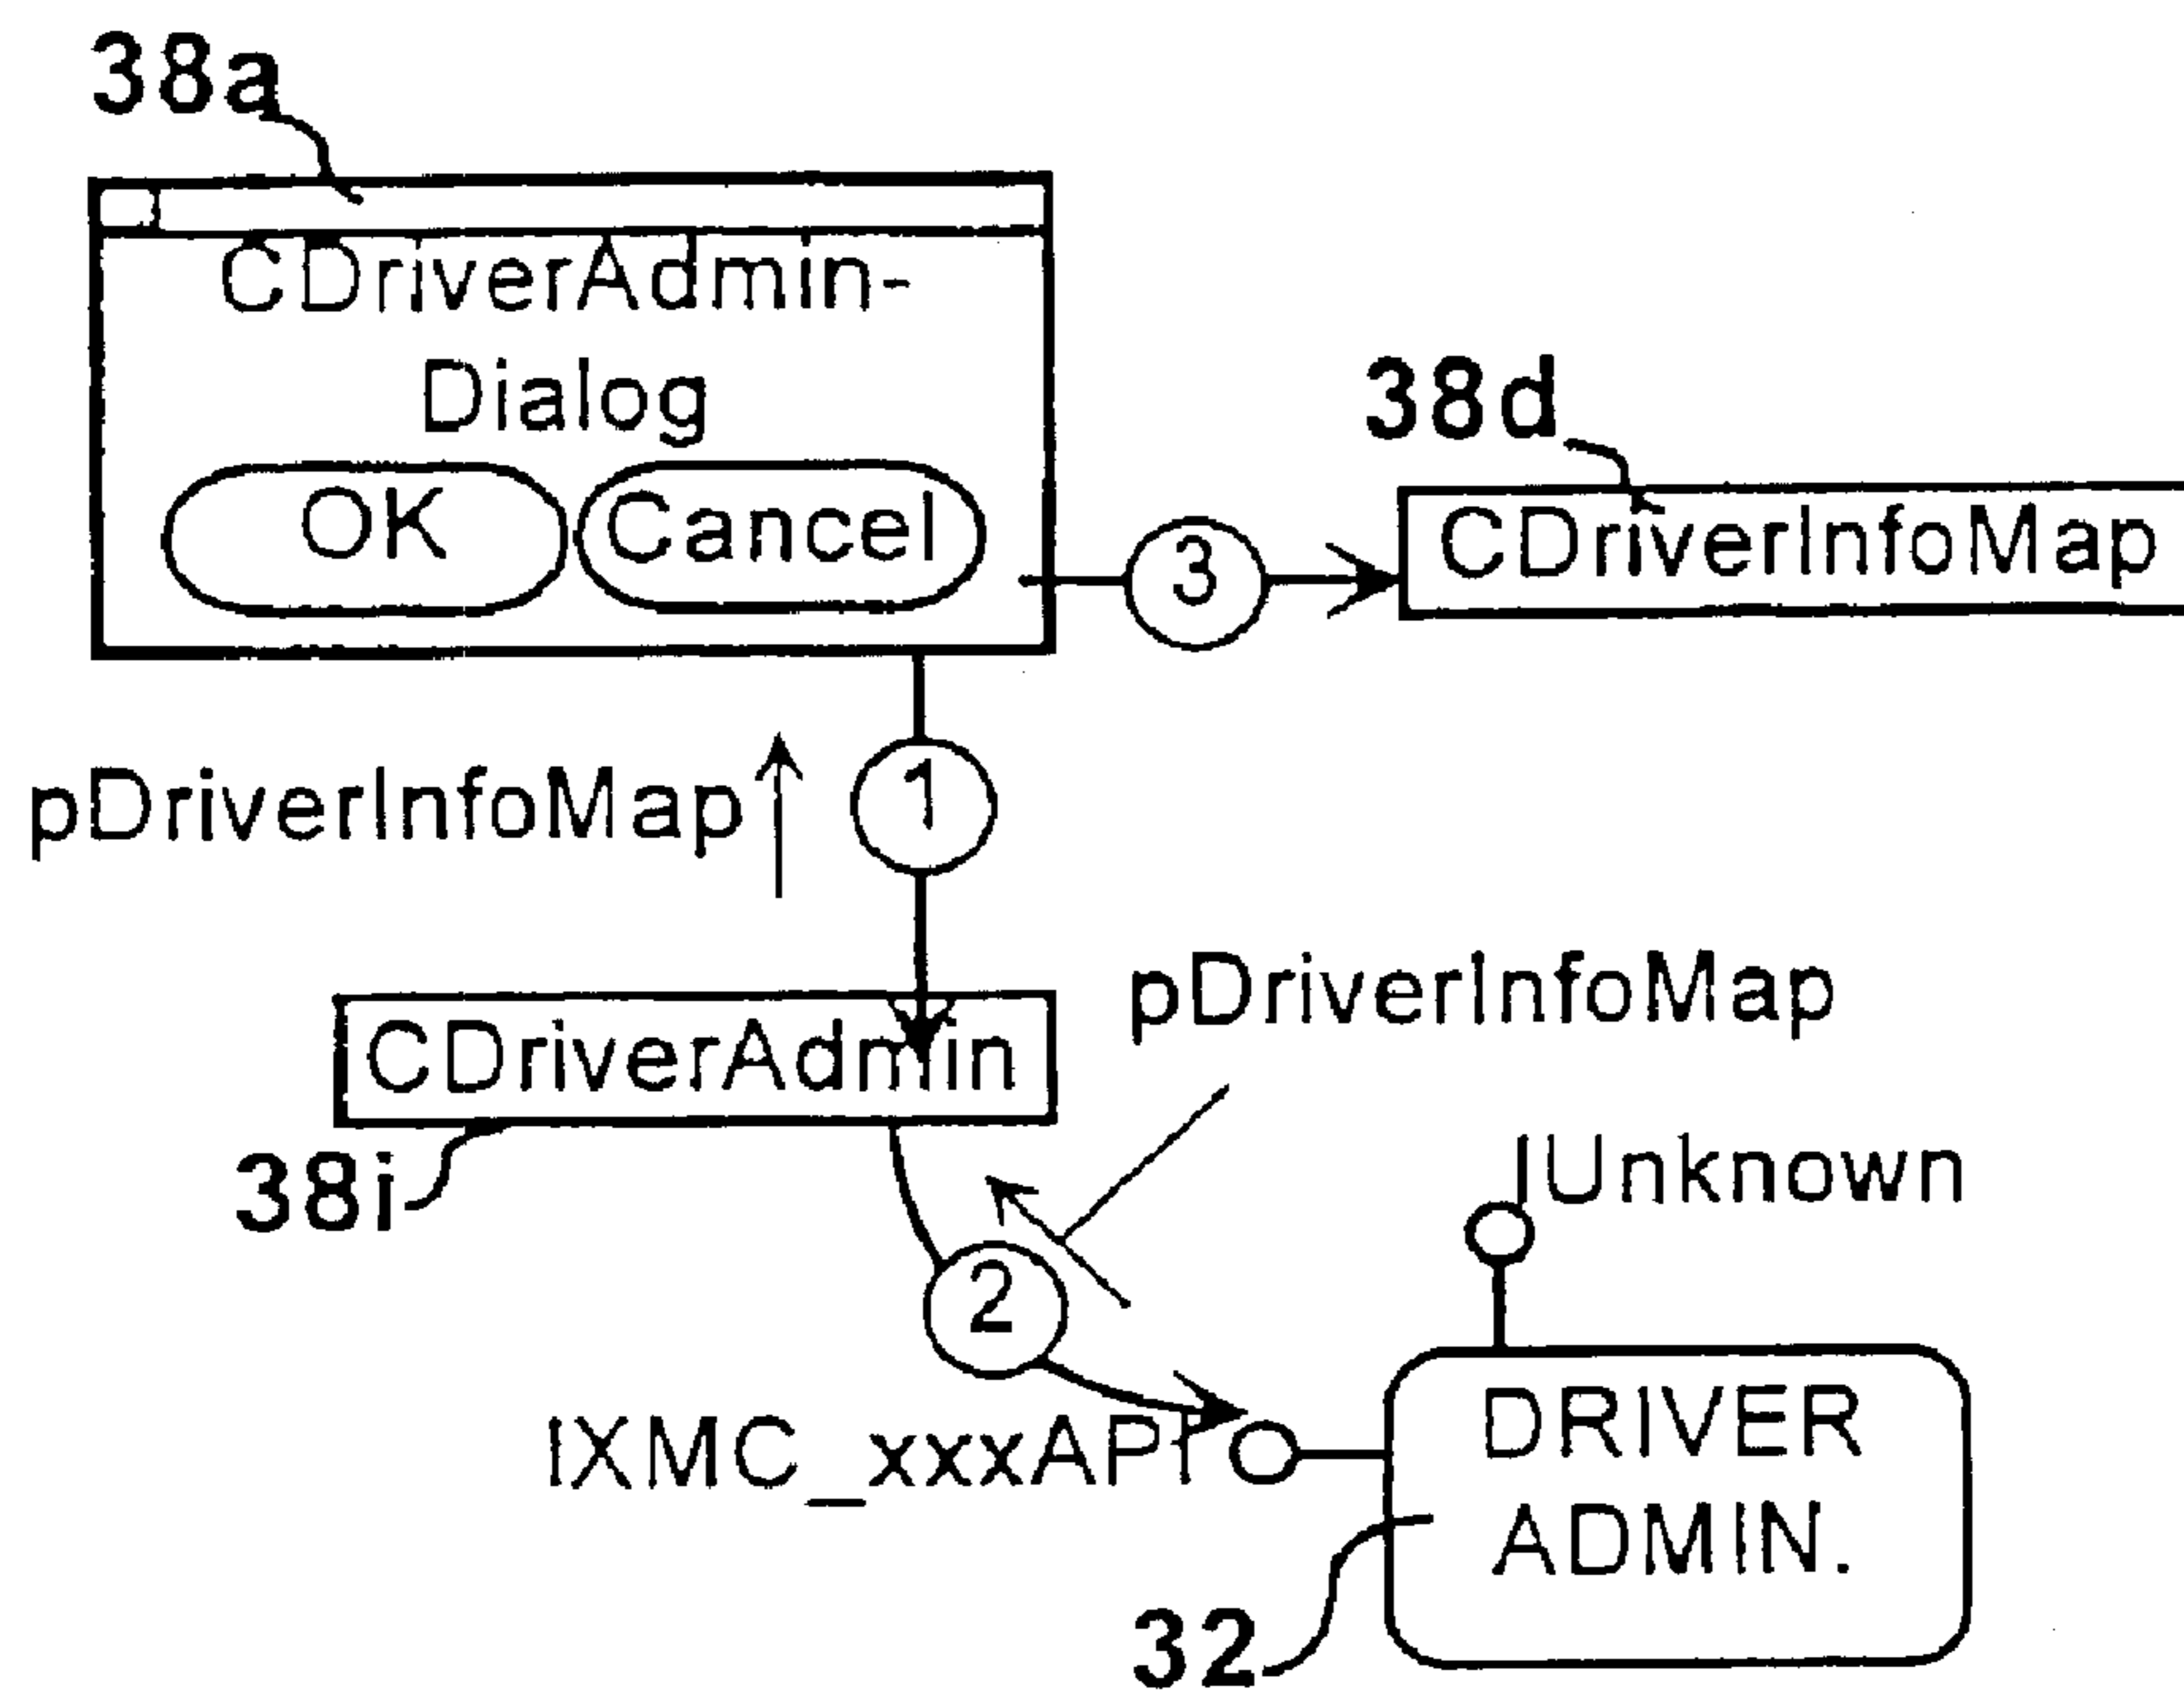 38a
CDriverAdmin-
Dialog
OK
Cancel
38d
CDriverInfoMap
3
pDriverInfoMap
1
pDriverInfoMap
CDriverAdmin
38i
IUnknown
2
IXMC_xxxAPI
DRIVER
ADMIN.
32